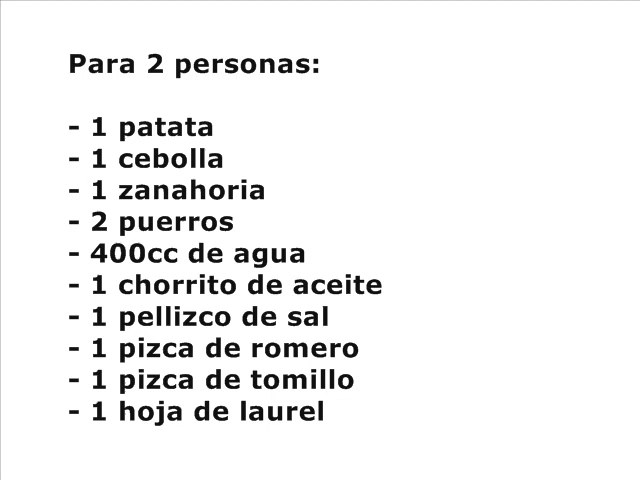 Para 2 personas:
- 1 patata
- 1 cebolla
- 1 zanahoria
- 2 puerros
- 400cc de agua
- 1 chorrito de aceite
- 1 pellizco de sal
- 1 pizca de romero
- 1 pizca de tomillo
- 1 hoja de laurel